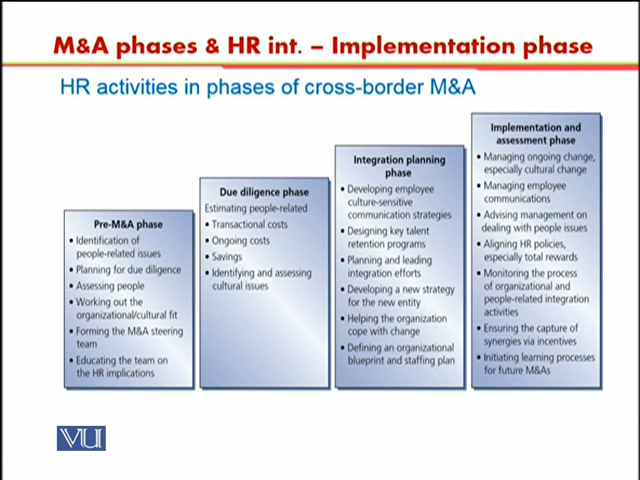 M&A phases & HR int. – Implementation phase
HR activities in phases of cross-border M&A
Pre-M&A phase
• Identification of
people-related issues
• Planning for due diligence
• Assessing people
• Working out the
organizational/cultural fit
• Forming the M&A steering
team
• Educating the team on
the HR implications
Due diligence phase
Estimating people-related
• Transactional costs
• Ongoing costs
• Savings
• Identifying and assessing
cultural issues
Integration planning
phase
• Developing employee
culture-sensitive
communication strategies
• Designing key talent
retention programs
• Planning and leading
integration efforts
• Developing a new strategy
for the new entity
• Helping the organization
cope with change
• Defining an organizational
blueprint and staffing plan
Implementation and
assessment phase
• Managing ongoing change,
especially cultural change
• Managing employee
communications
• Advising management on
dealing with people issues
• Aligning HR policies,
especially total rewards
• Monitoring the process
of organizational and
people-related integration
activities
• Ensuring the capture of
synergies via incentives
• Initiating learning processes
for future M&As
VU